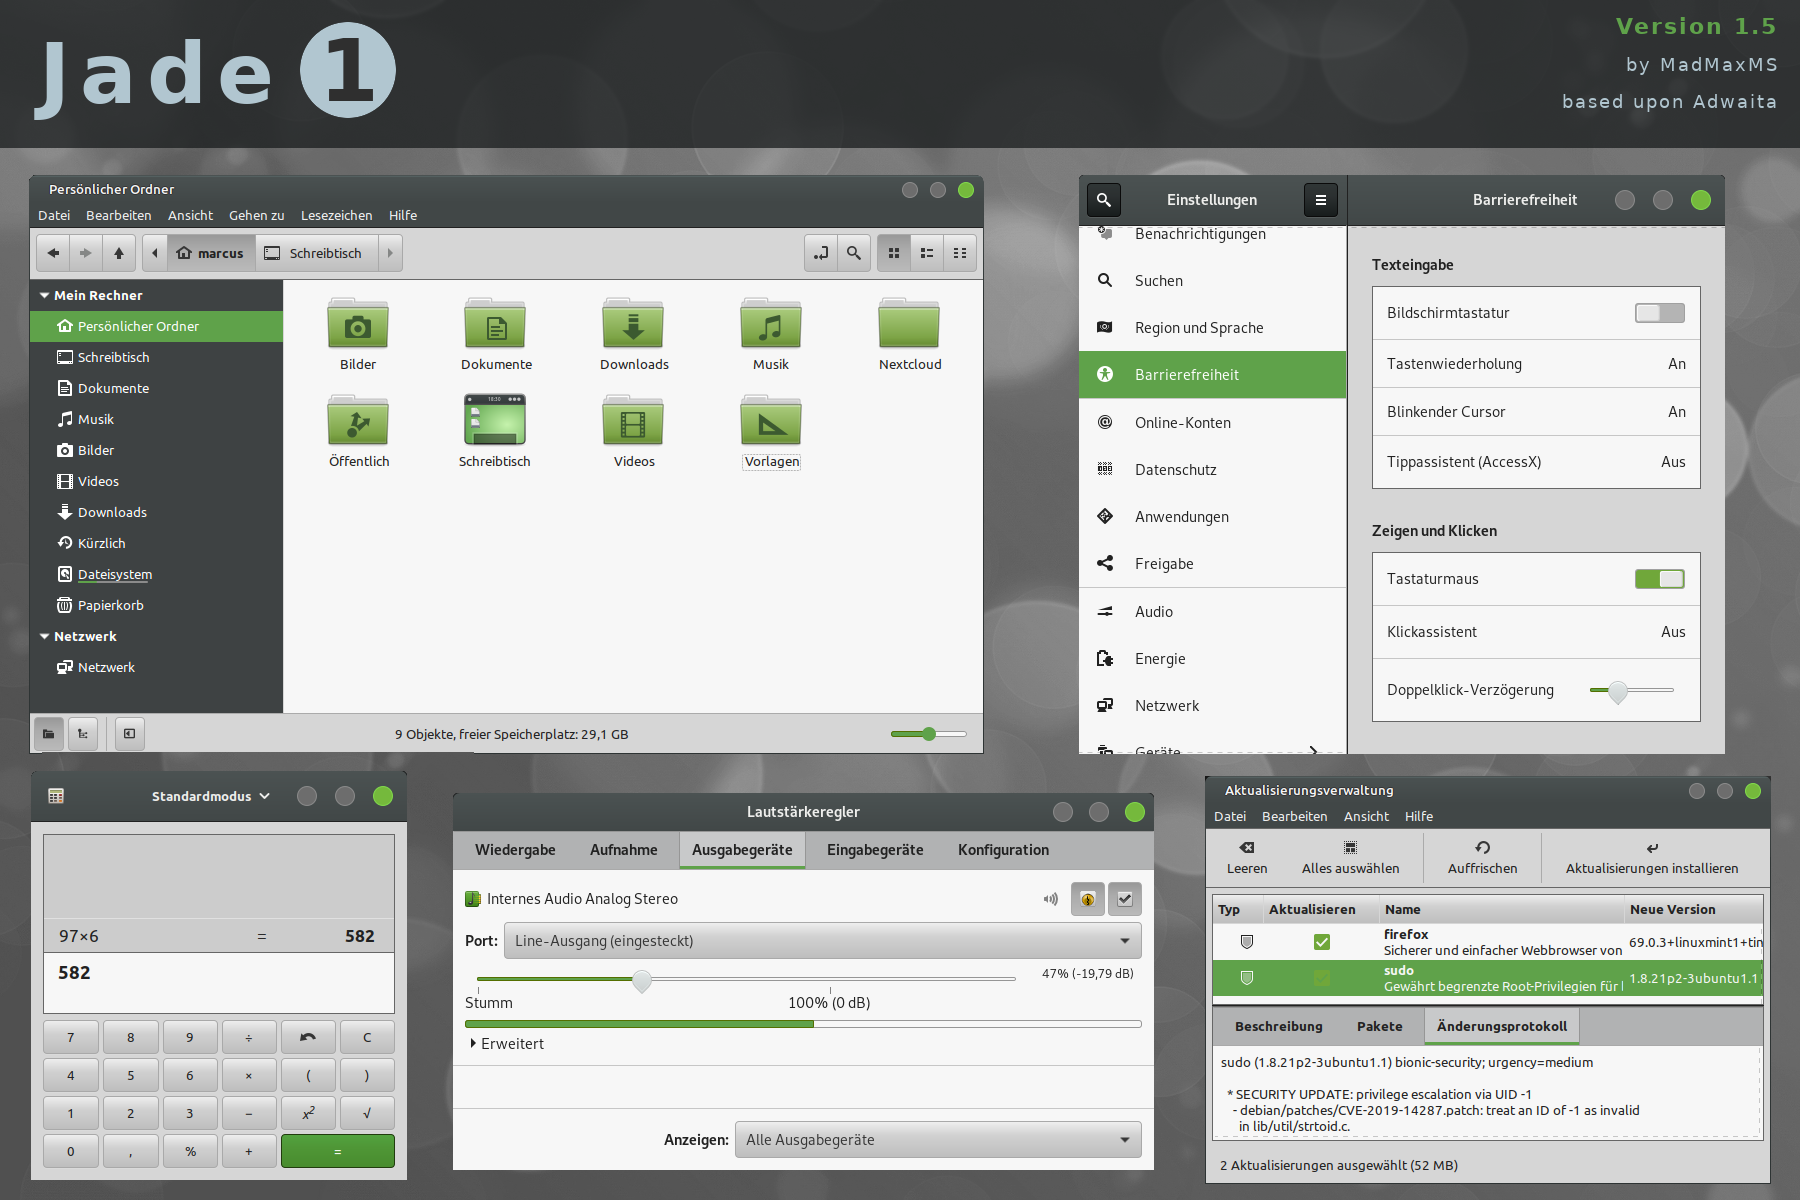 Jade 1
Version 1.5
by MadMaxMS
based upon Adwaita
Persönlicher Ordner
Datei Bearbeiten Ansicht Gehen zu Lesezeichen Hilfe
marcus Schreibtisch
Mein Rechner
Persönlicher Ordner
Schreibtisch
Dokumente
Musik
Bilder
Videos
Downloads
Kürzlich
Dateisystem
Papierkorb
Netzwerk
Netzwerk
Bilder Dokumente Downloads Musik Nextcloud
Öffentlich Schreibtisch Videos Vorlagen
9 Objekte, freier Speicherplatz: 29,1 GB
Einstellungen
Barrierefreiheit
Benachrichtigungen
Suchen
Region und Sprache
Barrierefreiheit
Online-Konten
Datenschutz
Anwendungen
Freigabe
Audio
Energie
Netzwerk
Geräte
Texteingabe
Bildschirmtastatur
Tastenwiederholung An
Blinkender Cursor An
Tippassistent (AccessX) Aus
Zeigen und Klicken
Tastaturmaus
Klickassistent Aus
Doppelklick-Verzögerung
Standardmodus
97×6 = 582
582
7 8 9 ÷ C
4 5 6 × ( )
1 2 3 − x² √
0 , % + =
Lautstärkeregler
Wiedergabe Aufnahme Ausgabegeräte Eingabegeräte Konfiguration
Internes Audio Analog Stereo
Port: Line-Ausgang (eingesteckt)
47% (-19,79 dB)
Stumm 100% (0 dB)
Erweitert
Anzeigen: Alle Ausgabegeräte
Aktualisierungsverwaltung
Datei Bearbeiten Ansicht Hilfe
Leeren Alles auswählen Auffrischen Aktualisierungen installieren
Typ Aktualisieren Name Neue Version
firefox
Sicherer und einfacher Webbrowser von 69.0.3+linuxmint1+tin
sudo
Gewährt begrenzte Root-Privilegien für 1.8.21p2-3ubuntu1.1
Beschreibung Pakete Änderungsprotokoll
sudo (1.8.21p2-3ubuntu1.1) bionic-security; urgency=medium
* SECURITY UPDATE: privilege escalation via UID -1
- debian/patches/CVE-2019-14287.patch: treat an ID of -1 as invalid
in lib/util/strtoid.c.
2 Aktualisierungen ausgewählt (52 MB)